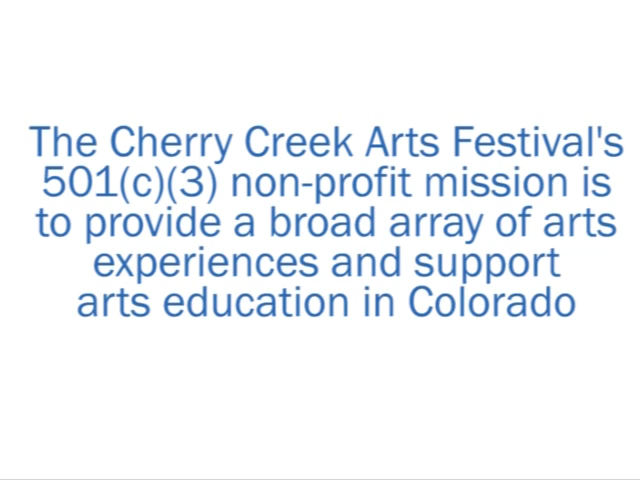 The Cherry Creek Arts Festival's
501(c)(3) non-profit mission is
to provide a broad array of arts
experiences and support
arts education in Colorado